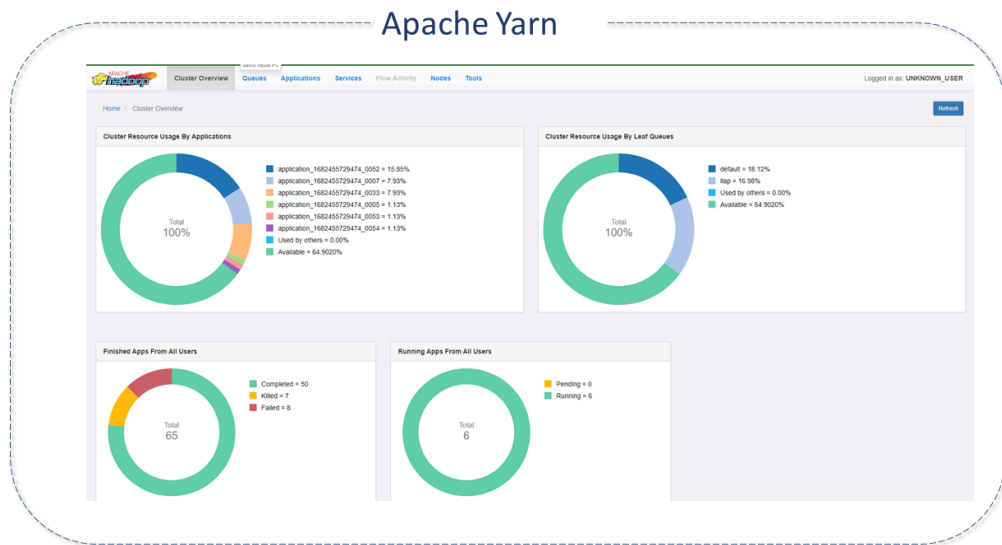 Apache Yarn
APACHE
hadoop
Cluster Overview
Queues
Applications
Services
Flow Activity
Nodes
Tools
Logged in as: UNKNOWN_USER
Home / Cluster Overview
Refresh
Cluster Resource Usage By Applications
Total
100%
application_1682455729474_0052 = 15.85%
application_1682455729474_0007 = 7.93%
application_1682455729474_0033 = 7.93%
application_1682455729474_0005 = 1.13%
application_1682455729474_0053 = 1.13%
application_1682455729474_0054 = 1.13%
Used by others = 0.00%
Available = 64.9020%
Cluster Resource Usage By Leaf Queues
Total
100%
default = 18.12%
llap = 16.98%
Used by others = 0.00%
Available = 64.9020%
Finished Apps From All Users
Total
65
Completed = 50
Killed = 7
Failed = 8
Running Apps From All Users
Total
6
Pending = 0
Running = 6